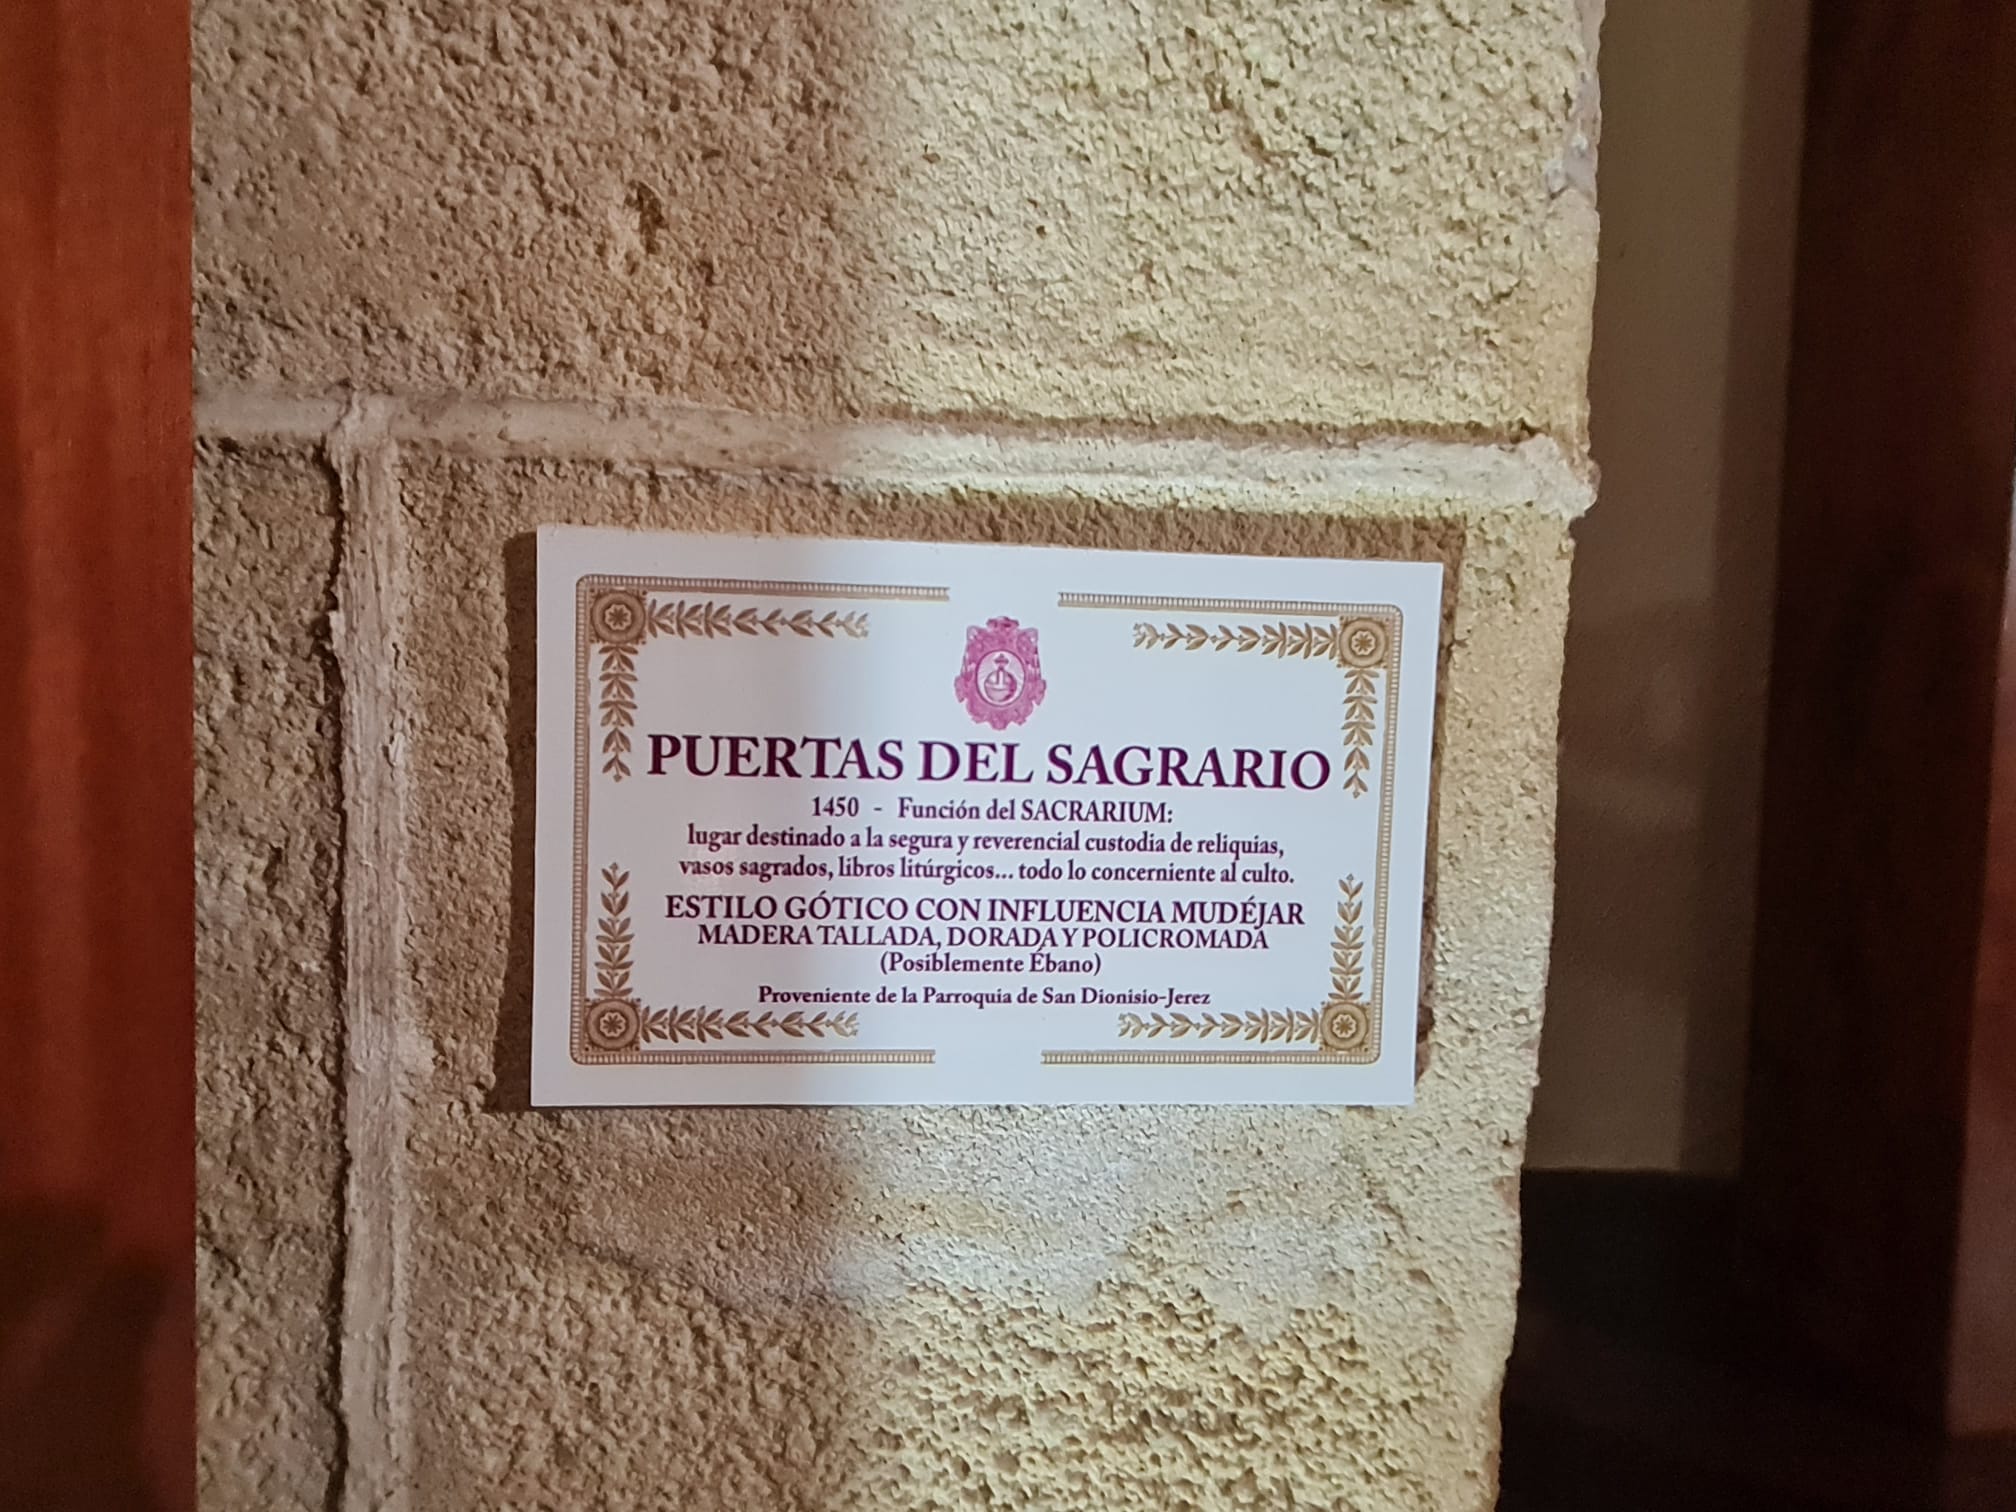 PUERTAS DEL SAGRARIO
1450 - Función del SACRARIUM:
lugar destinado a la segura y reverencial custodia de reliquias,
vasos sagrados, libros litúrgicos... todo lo concerniente al culto.
ESTILO GÓTICO CON INFLUENCIA MUDÉJAR
MADERA TALLADA, DORADA Y POLICROMADA
(Posiblemente Ébano)
Proveniente de la Parroquia de San Dionisio-Jerez